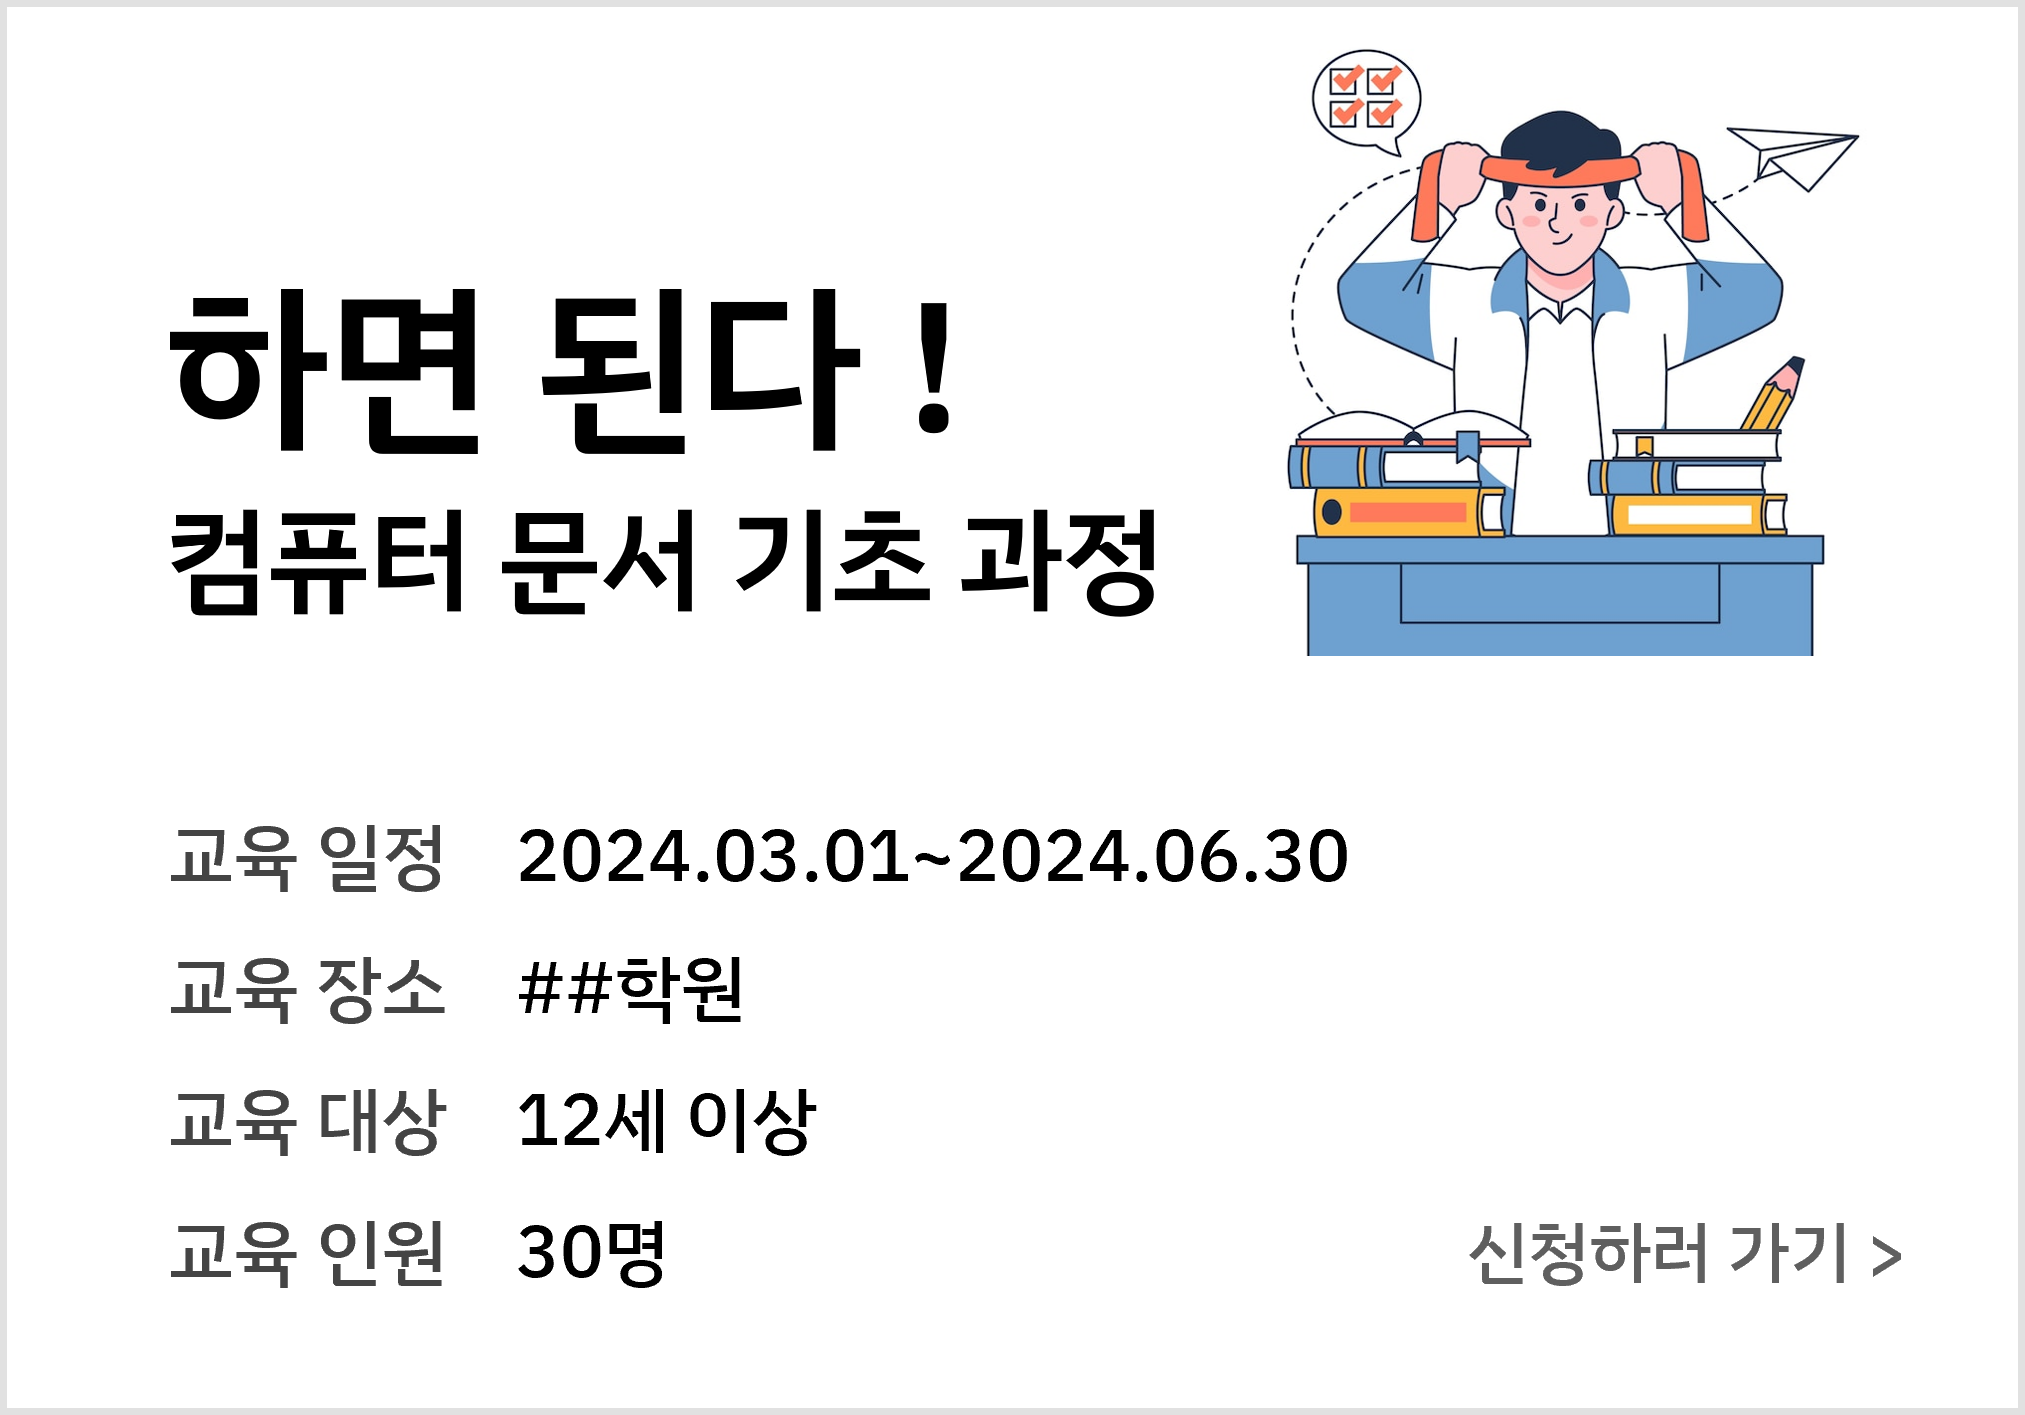 하면 된다 !
컴퓨터 문서 기초 과정
교육 일정 2024.03.01~2024.06.30
교육 장소 ##학원
교육 대상 12세 이상
교육 인원 30명
신청하러 가기 >